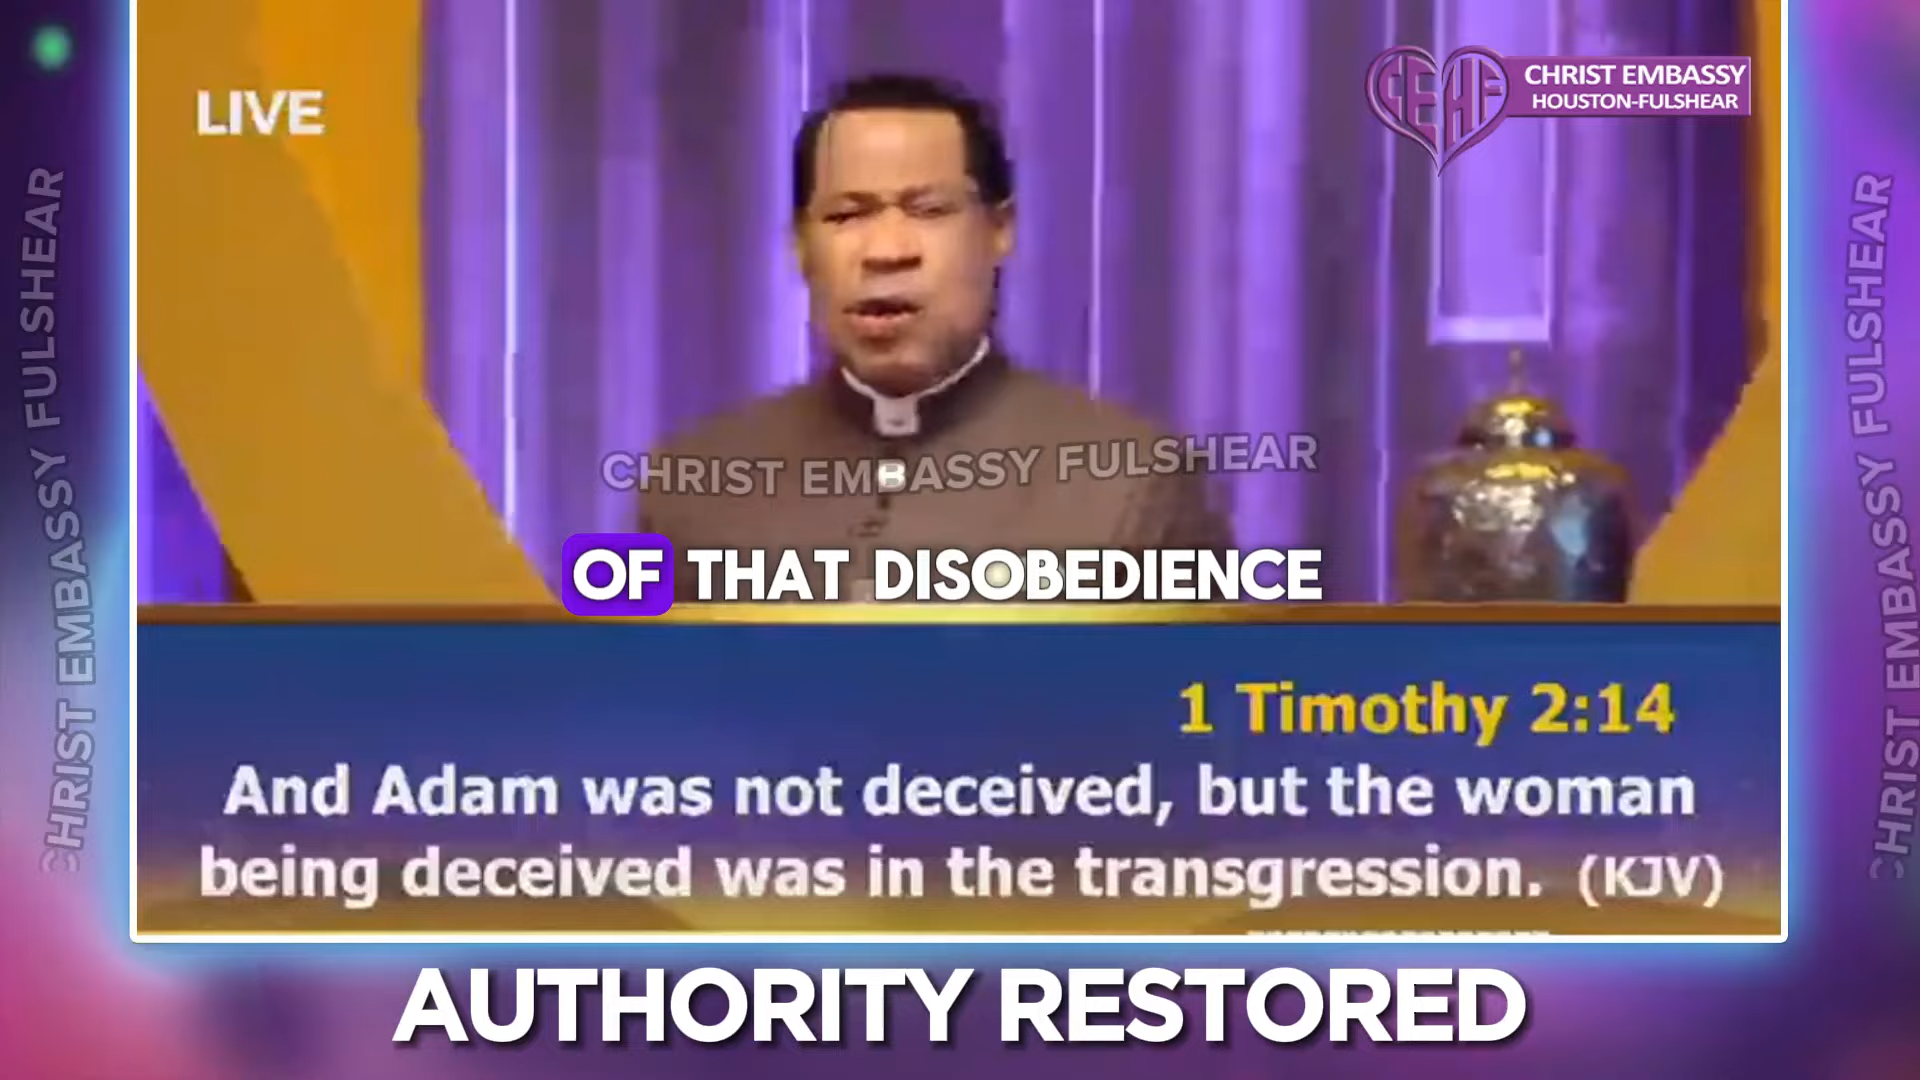 LIVE
CEHF
CHRIST EMBASSY
HOUSTON-FULSHEAR
CHRIST EMBASSY FULSHEAR
CHRIST EMBASSY FULSHEAR
CHRIST EMBASSY FULSHEAR
OF THAT DISOBEDIENCE
1 Timothy 2:14
And Adam was not deceived, but the woman
being deceived was in the transgression. (KJV)
AUTHORITY RESTORED